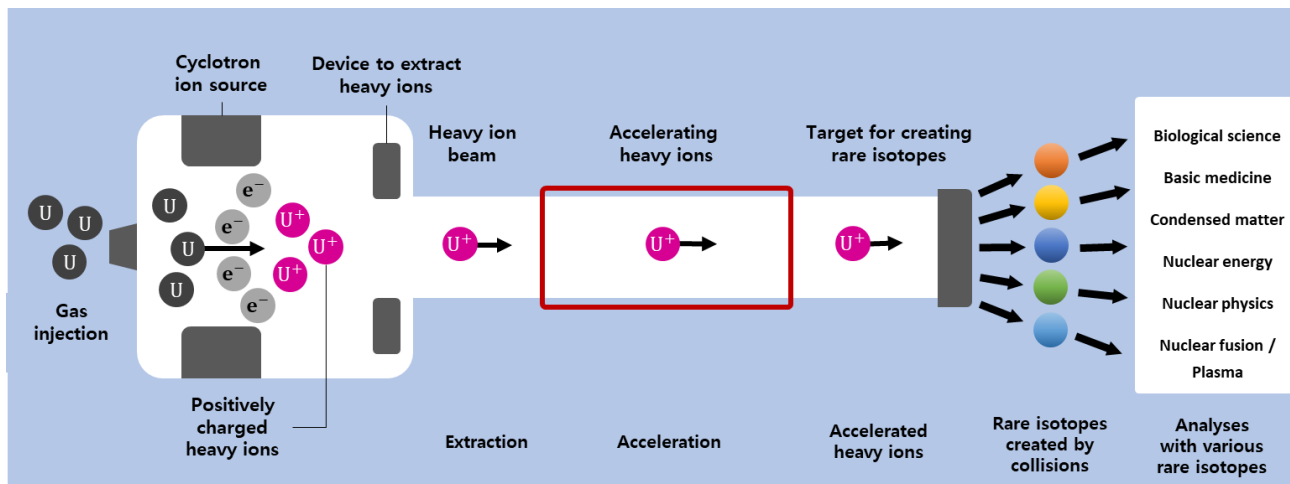 Cyclotron
ion source
Device to extract
heavy ions
Heavy ion
beam
Accelerating
heavy ions
Target for creating
rare isotopes
U
U
U
Gas
injection
U
U
U
e⁻
e⁻
e⁻
e⁻
U⁺
U⁺
U⁺
U⁺
U⁺
U⁺
Positively
charged
heavy ions
Extraction
Acceleration
Accelerated
heavy ions
Rare isotopes
created by
collisions
Biological science
Basic medicine
Condensed matter
Nuclear energy
Nuclear physics
Nuclear fusion /
Plasma
Analyses
with various
rare isotopes